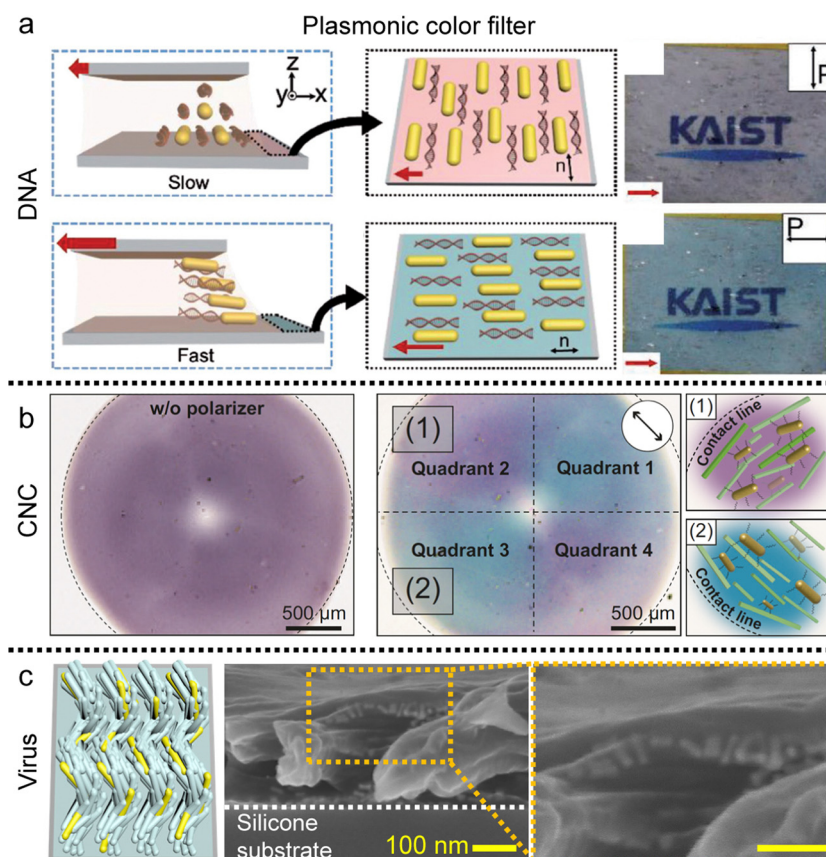 a
Plasmonic color filter
DNA
z
y x
Slow
n
P
KAIST
Fast
n
P
KAIST
b
CNC
w/o polarizer
500 µm
(1)
Quadrant 2
Quadrant 1
Quadrant 3
Quadrant 4
(2)
500 µm
(1)
Contact line
(2)
Contact line
c
Virus
Silicone
substrate
100 nm